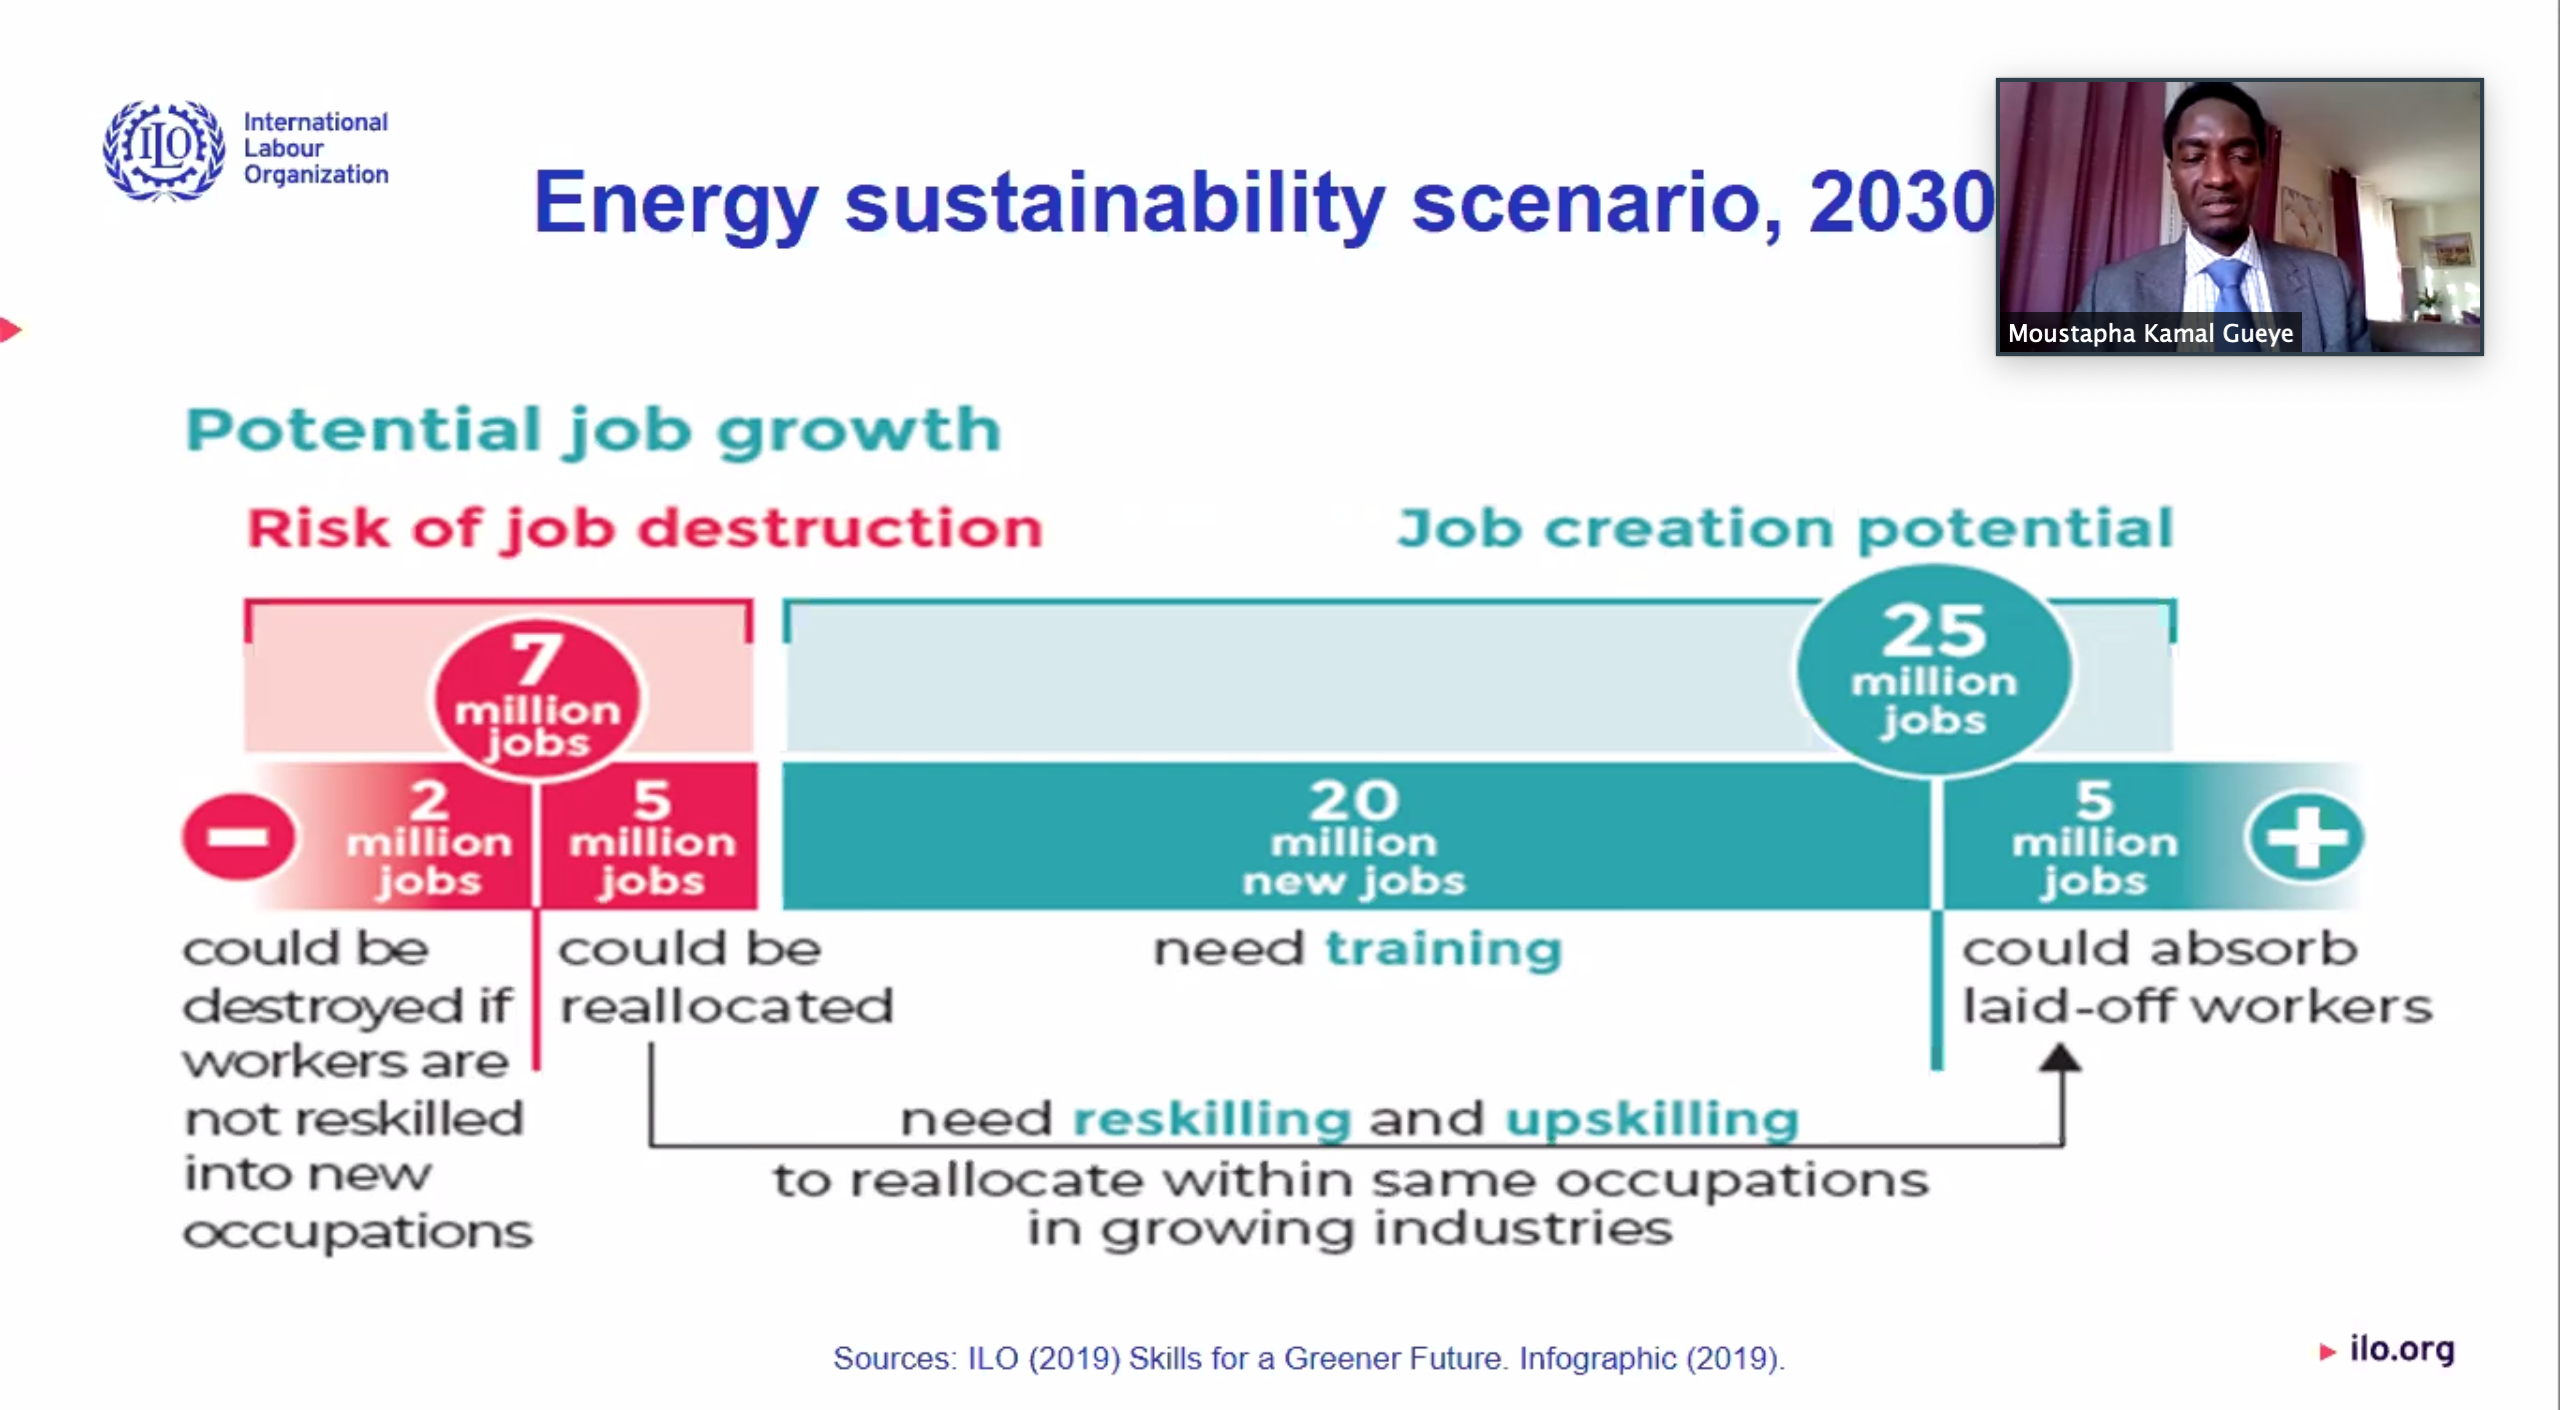 ILO
International
Labour
Organization
Energy sustainability scenario, 2030
Moustapha Kamal Gueye
Potential job growth
Risk of job destruction
Job creation potential
7
million
jobs
25
million
jobs
2
million
jobs
5
million
jobs
20
million
new jobs
5
million
jobs
could be
destroyed if
workers are
not reskilled
into new
occupations
could be
reallocated
need training
could absorb
laid-off workers
need reskilling and upskilling
to reallocate within same occupations
in growing industries
Sources: ILO (2019) Skills for a Greener Future. Infographic (2019).
ilo.org